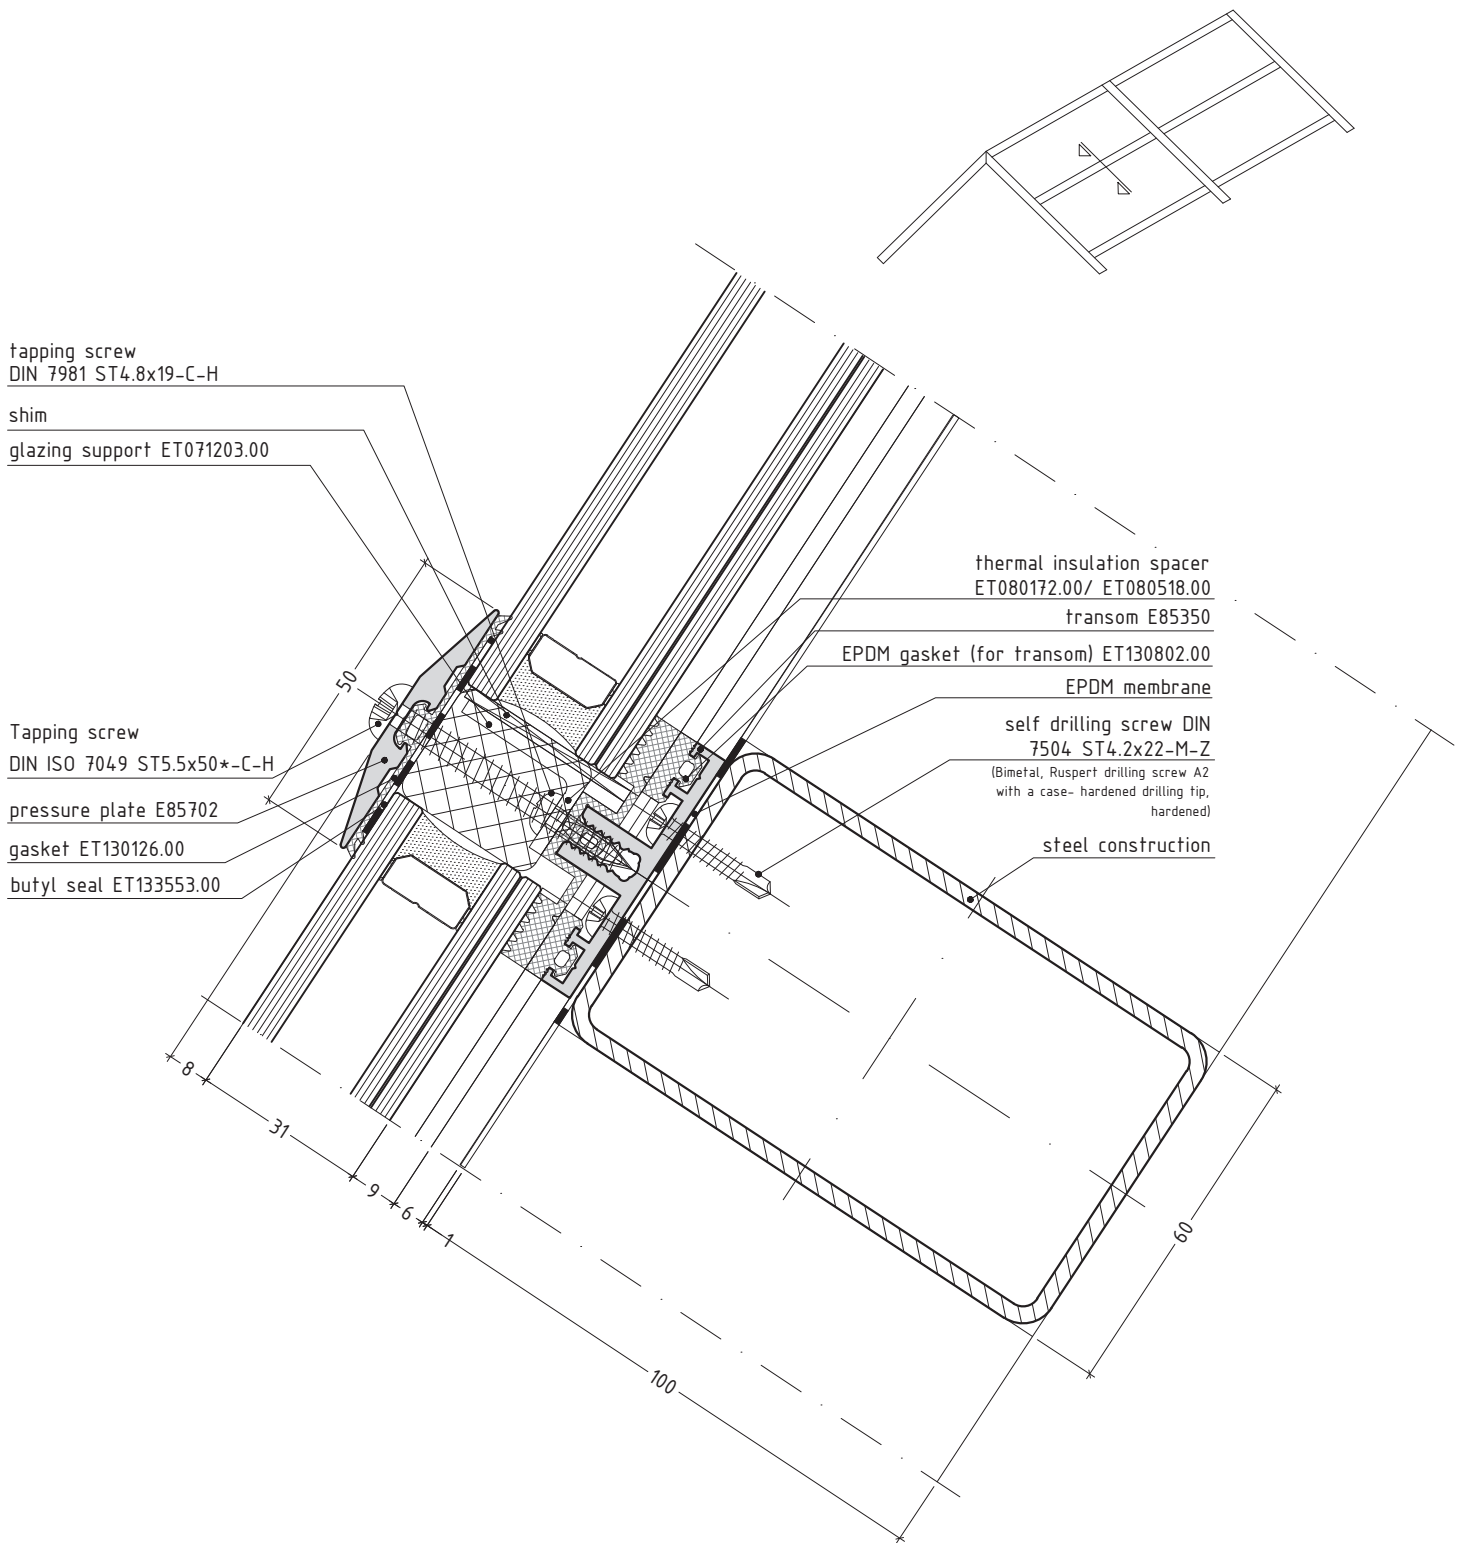 tapping screw
DIN 7981 ST4.8x19-C-H
shim
glazing support ET071203.00
thermal insulation spacer
ET080172.00/ ET080518.00
transom E85350
EPDM gasket (for transom) ET130802.00
EPDM membrane
self drilling screw DIN
7504 ST4.2x22-M-Z
(Bimetal, Ruspert drilling screw A2
with a case- hardened drilling tip,
hardened)
steel construction
50
Tapping screw
DIN ISO 7049 ST5.5x50*-C-H
pressure plate E85702
gasket ET130126.00
butyl seal ET133553.00
8
31
9
6
1
60
100